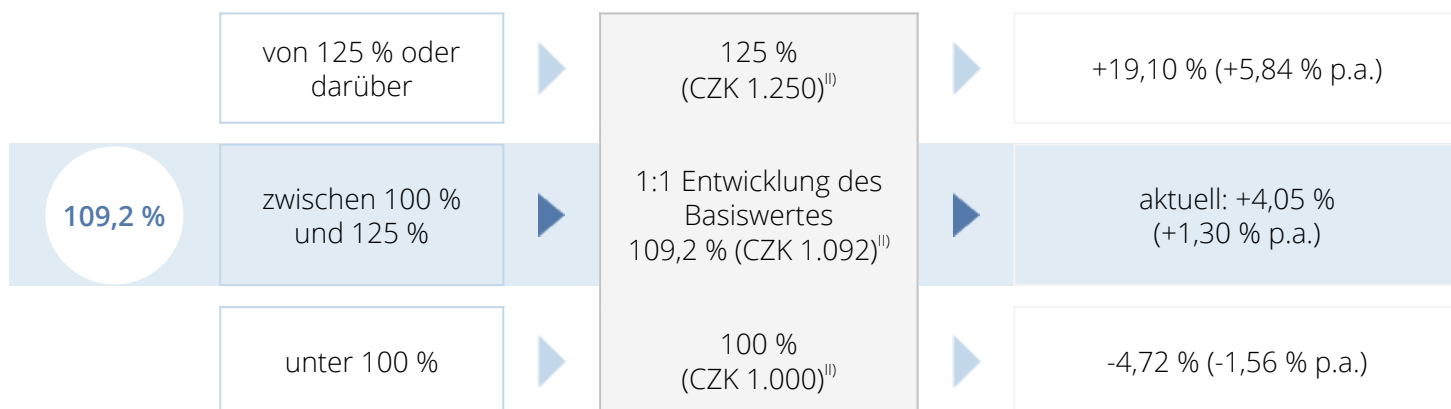 von 125 % oder
darüber
125 %
(CZK 1.250)II)
+19,10 % (+5,84 % p.a.)
109,2 %
zwischen 100 %
und 125 %
1:1 Entwicklung des
Basiswertes
109,2 % (CZK 1.092)II)
aktuell: +4,05 %
(+1,30 % p.a.)
unter 100 %
100 %
(CZK 1.000)II)
-4,72 % (-1,56 % p.a.)